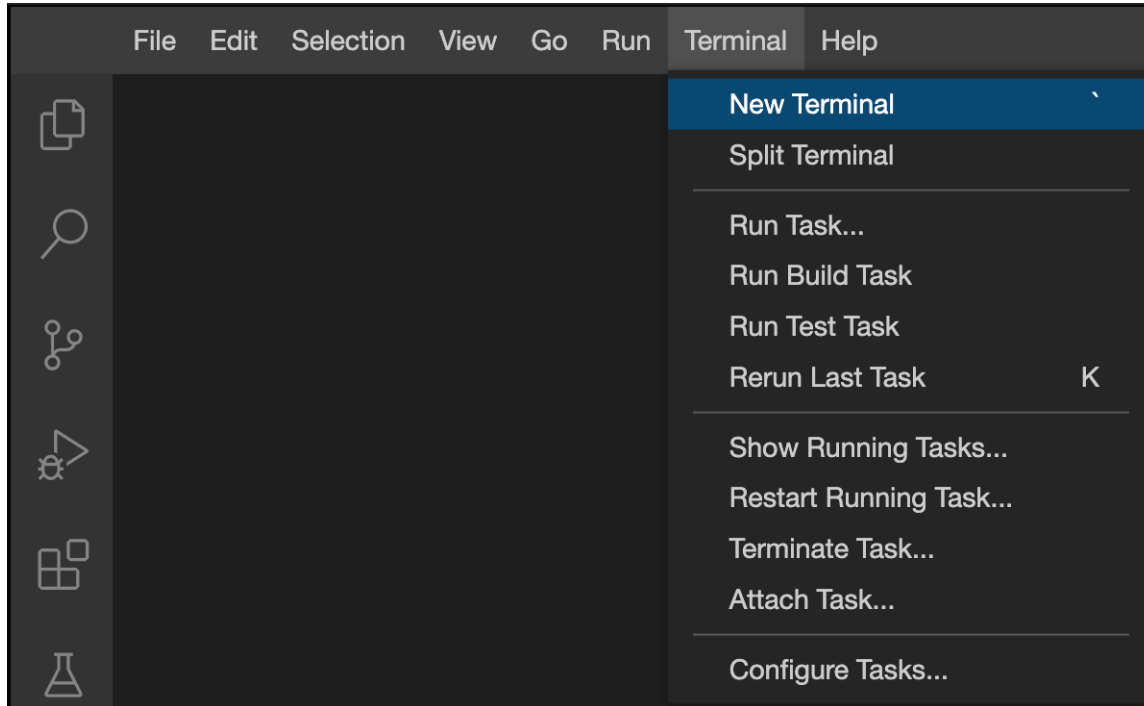 File Edit Selection View Go Run Terminal Help
New Terminal `
Split Terminal
Run Task...
Run Build Task
Run Test Task
Rerun Last Task K
Show Running Tasks...
Restart Running Task...
Terminate Task...
Attach Task...
Configure Tasks...